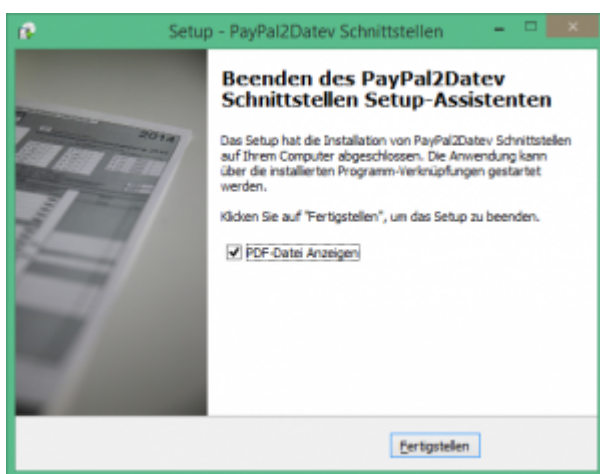 Setup - PayPal2Datev Schnittstellen
2014
Beenden des PayPal2Datev
Schnittstellen Setup-Assistenten
Das Setup hat die Installation von PayPal2Datev Schnittstellen
auf Ihrem Computer abgeschlossen. Die Anwendung kann
über die installierten Programm-Verknüpfungen gestartet
werden.
Klicken Sie auf "Fertigstellen", um das Setup zu beenden.
PDF-Datei Anzeigen
Fertigstellen